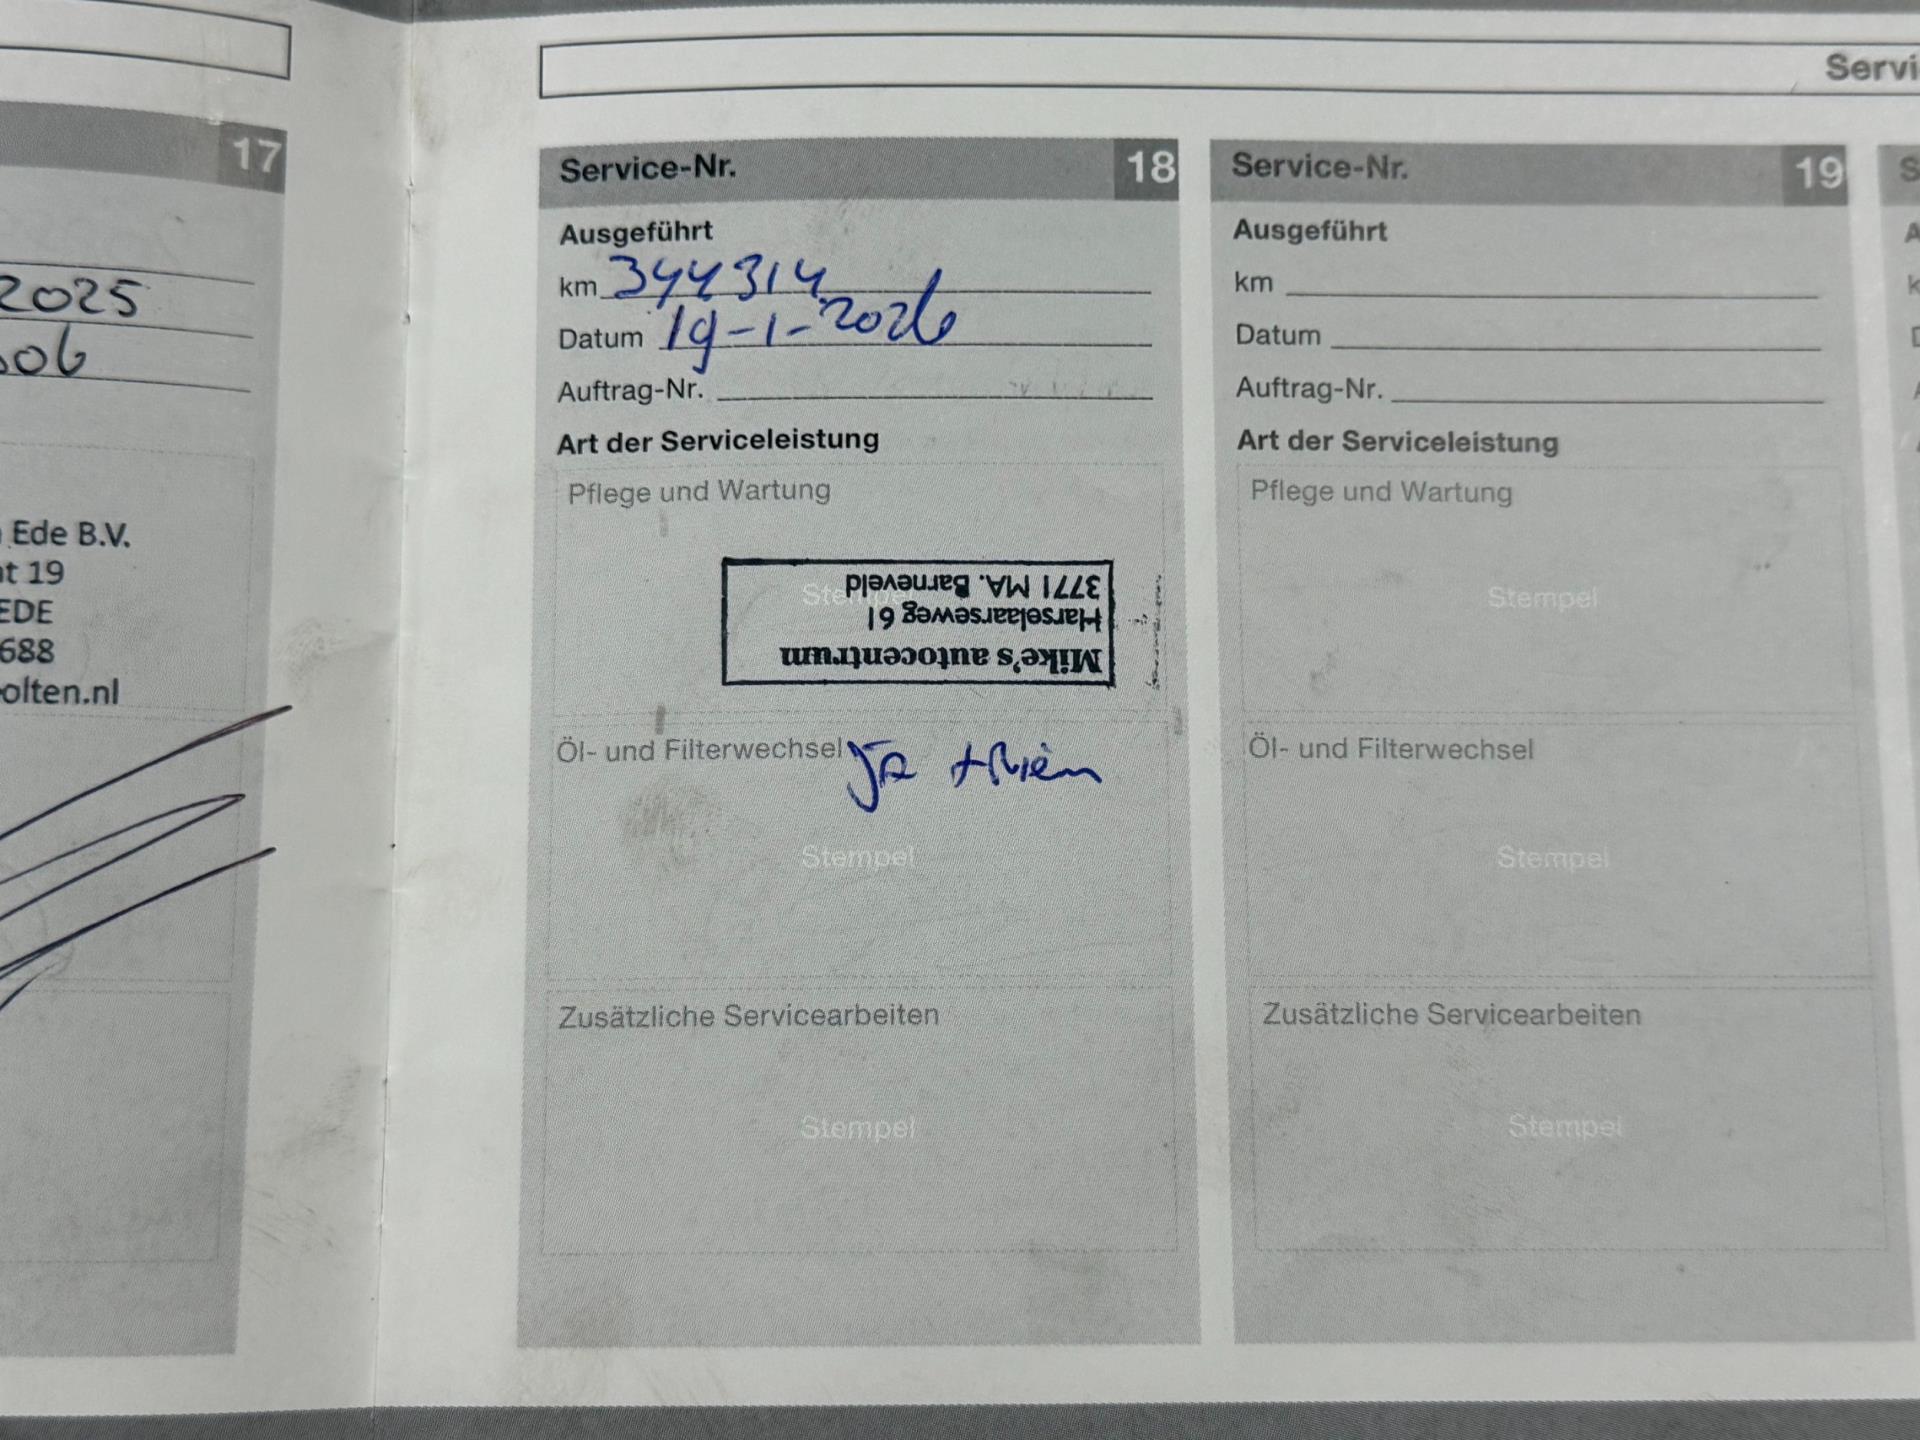 17
2025
606
Ede B.V.
19
EDE
688
olten.nl
Servi
Service-Nr. 18
Ausgeführt
km 344314
Datum 19-1-2026
Auftrag-Nr.
Art der Serviceleistung
Pflege und Wartung
Stempel
Mike's autocentrum
Harselaarseweg 61
3771 MA. Barneveld
Öl- und Filterwechsel Ja + Riem
Stempel
Zusätzliche Servicearbeiten
Stempel
Service-Nr. 19
Ausgeführt
km
Datum
Auftrag-Nr.
Art der Serviceleistung
Pflege und Wartung
Stempel
Öl- und Filterwechsel
Stempel
Zusätzliche Servicearbeiten
Stempel